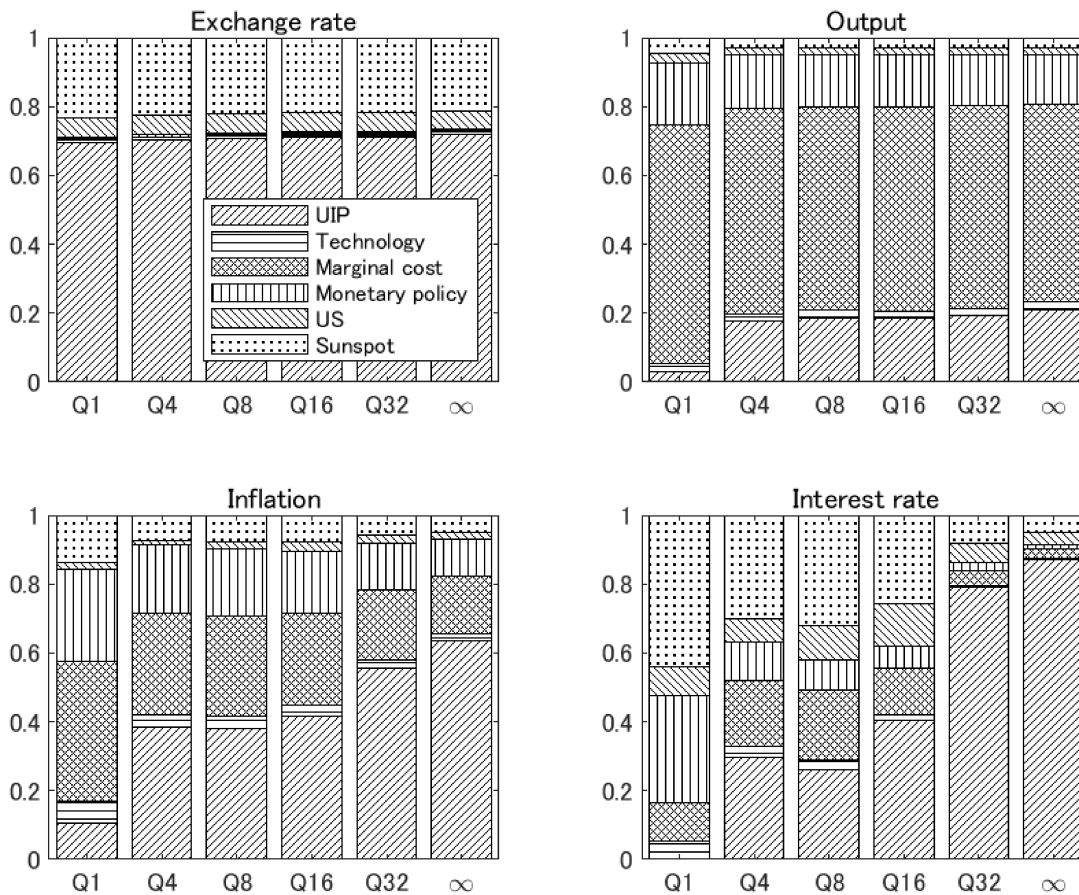 Exchange rate
1
0.8
0.6
0.4
0.2
0
UIP
Technology
Marginal cost
Monetary policy
US
Sunspot
Q1 Q4 Q8 Q16 Q32 ∞
Output
1
0.8
0.6
0.4
0.2
0
Q1 Q4 Q8 Q16 Q32 ∞
Inflation
1
0.8
0.6
0.4
0.2
0
Q1 Q4 Q8 Q16 Q32 ∞
Interest rate
1
0.8
0.6
0.4
0.2
0
Q1 Q4 Q8 Q16 Q32 ∞